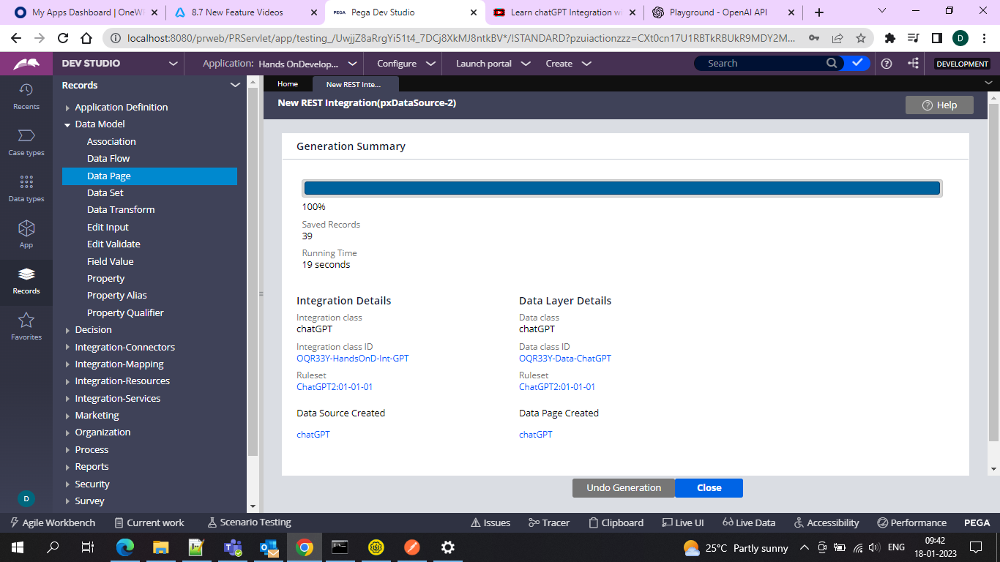 My Apps Dashboard | OneW
8.7 New Feature Videos
PEGA Pega Dev Studio
Learn chatGPT Integration w
Playground - OpenAI API
localhost:8080/prweb/PRServlet/app/testing_/UwjjZ8aRrgYi51t4_7DCj8XkMJ8ntkBV*/!STANDARD?pzuiactionzzz=CXt0cn17U1RBTkRBUkR9MDY2M...
D
DEV STUDIO
Application: Hands OnDevelop...
Configure
Launch portal
Create
Search
DEVELOPMENT
Recents
Case types
Data types
App
Records
Favorites
D
Records
Application Definition
Data Model
Association
Data Flow
Data Page
Data Set
Data Transform
Edit Input
Edit Validate
Field Value
Property
Property Alias
Property Qualifier
Decision
Integration-Connectors
Integration-Mapping
Integration-Resources
Integration-Services
Marketing
Organization
Process
Reports
Security
Survey
Home
New REST Inte...
New REST Integration(pxDataSource-2)
Help
Generation Summary
100%
Saved Records
39
Running Time
19 seconds
Integration Details
Integration class
chatGPT
Integration class ID
OQR33Y-HandsOnD-Int-GPT
Ruleset
ChatGPT2:01-01-01
Data Source Created
chatGPT
Data Layer Details
Data class
chatGPT
Data class ID
OQR33Y-Data-ChatGPT
Ruleset
ChatGPT2:01-01-01
Data Page Created
chatGPT
Undo Generation
Close
Agile Workbench
Current work
Scenario Testing
Issues
Tracer
Clipboard
Live UI
Live Data
Accessibility
Performance
PEGA
25°C Partly sunny
ENG
09:42
18-01-2023